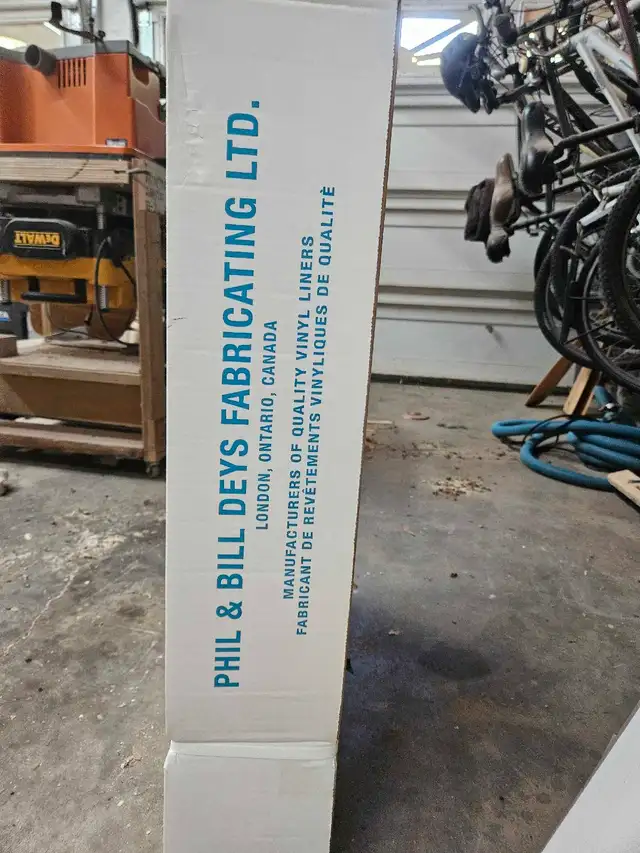 PHIL & BILL DEYS FABRICATING LTD.
LONDON, ONTARIO, CANADA
MANUFACTURERS OF QUALITY VINYL LINERS
FABRICANT DE REVÊTEMENTS VINYLIQUES DE QUALITÈ
DEWALT